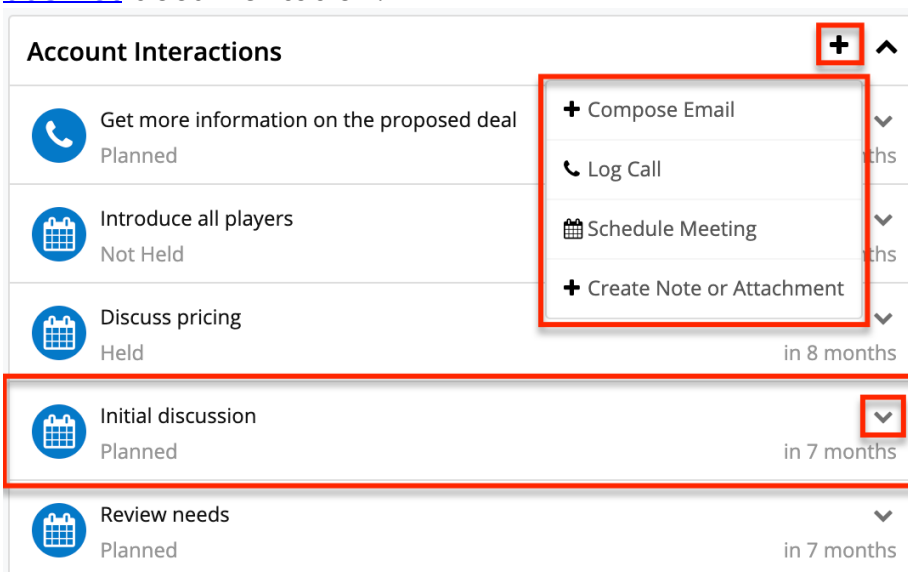 Account Interactions
Get more information on the proposed deal
Planned
Compose Email
Log Call
Schedule Meeting
Create Note or Attachment
Introduce all players
Not Held
Discuss pricing
Held
in 8 months
Initial discussion
Planned
in 7 months
Review needs
Planned
in 7 months